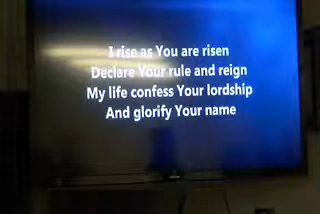 I rise as You are risen
Declare Your rule and reign
My life confess Your lordship
And glorify Your name